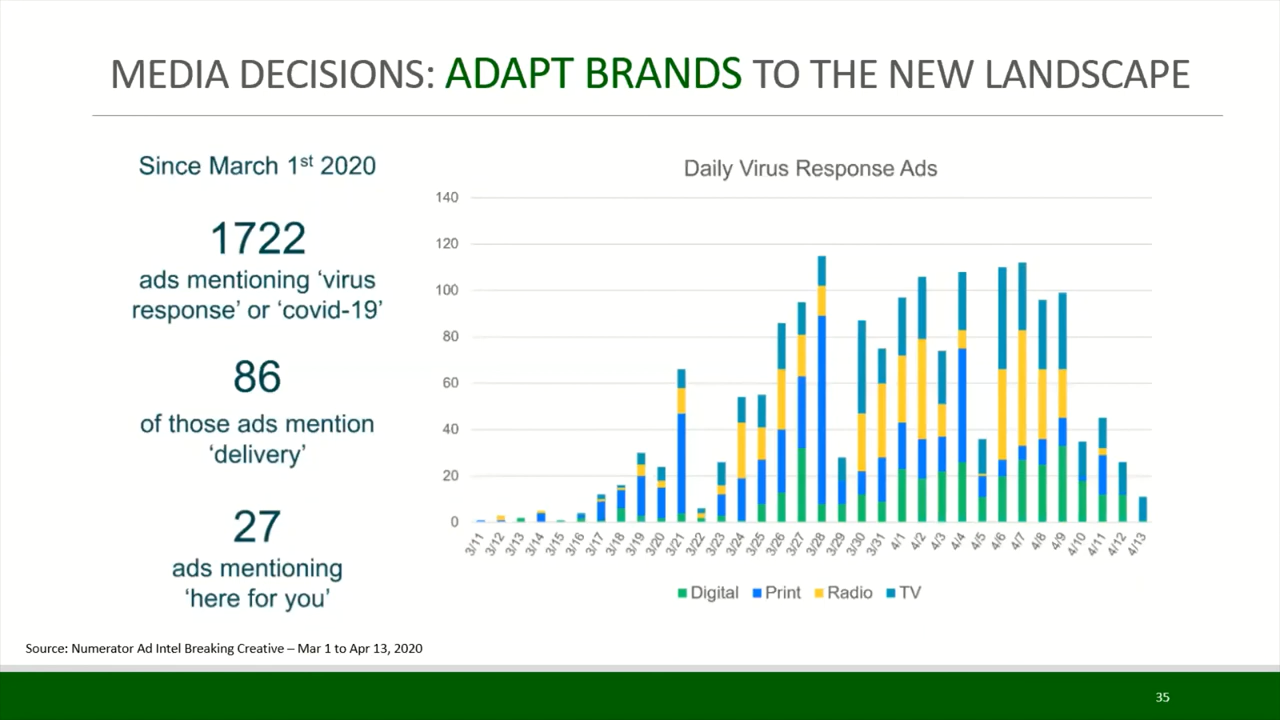 MEDIA DECISIONS: ADAPT BRANDS TO THE NEW LANDSCAPE
Since March 1st 2020
1722
ads mentioning ‘virus
response’ or ‘covid-19’
86
of those ads mention
‘delivery’
27
ads mentioning
‘here for you’
Daily Virus Response Ads
140
120
100
80
60
40
20
0
3/11 3/12 3/13 3/14 3/15 3/16 3/17 3/18 3/19 3/20 3/21 3/22 3/23 3/24 3/25 3/26 3/27 3/28 3/29 3/30 3/31 4/1 4/2 4/3 4/4 4/5 4/6 4/7 4/8 4/9 4/10 4/11 4/12 4/13
Digital Print Radio TV
Source: Numerator Ad Intel Breaking Creative – Mar 1 to Apr 13, 2020
35